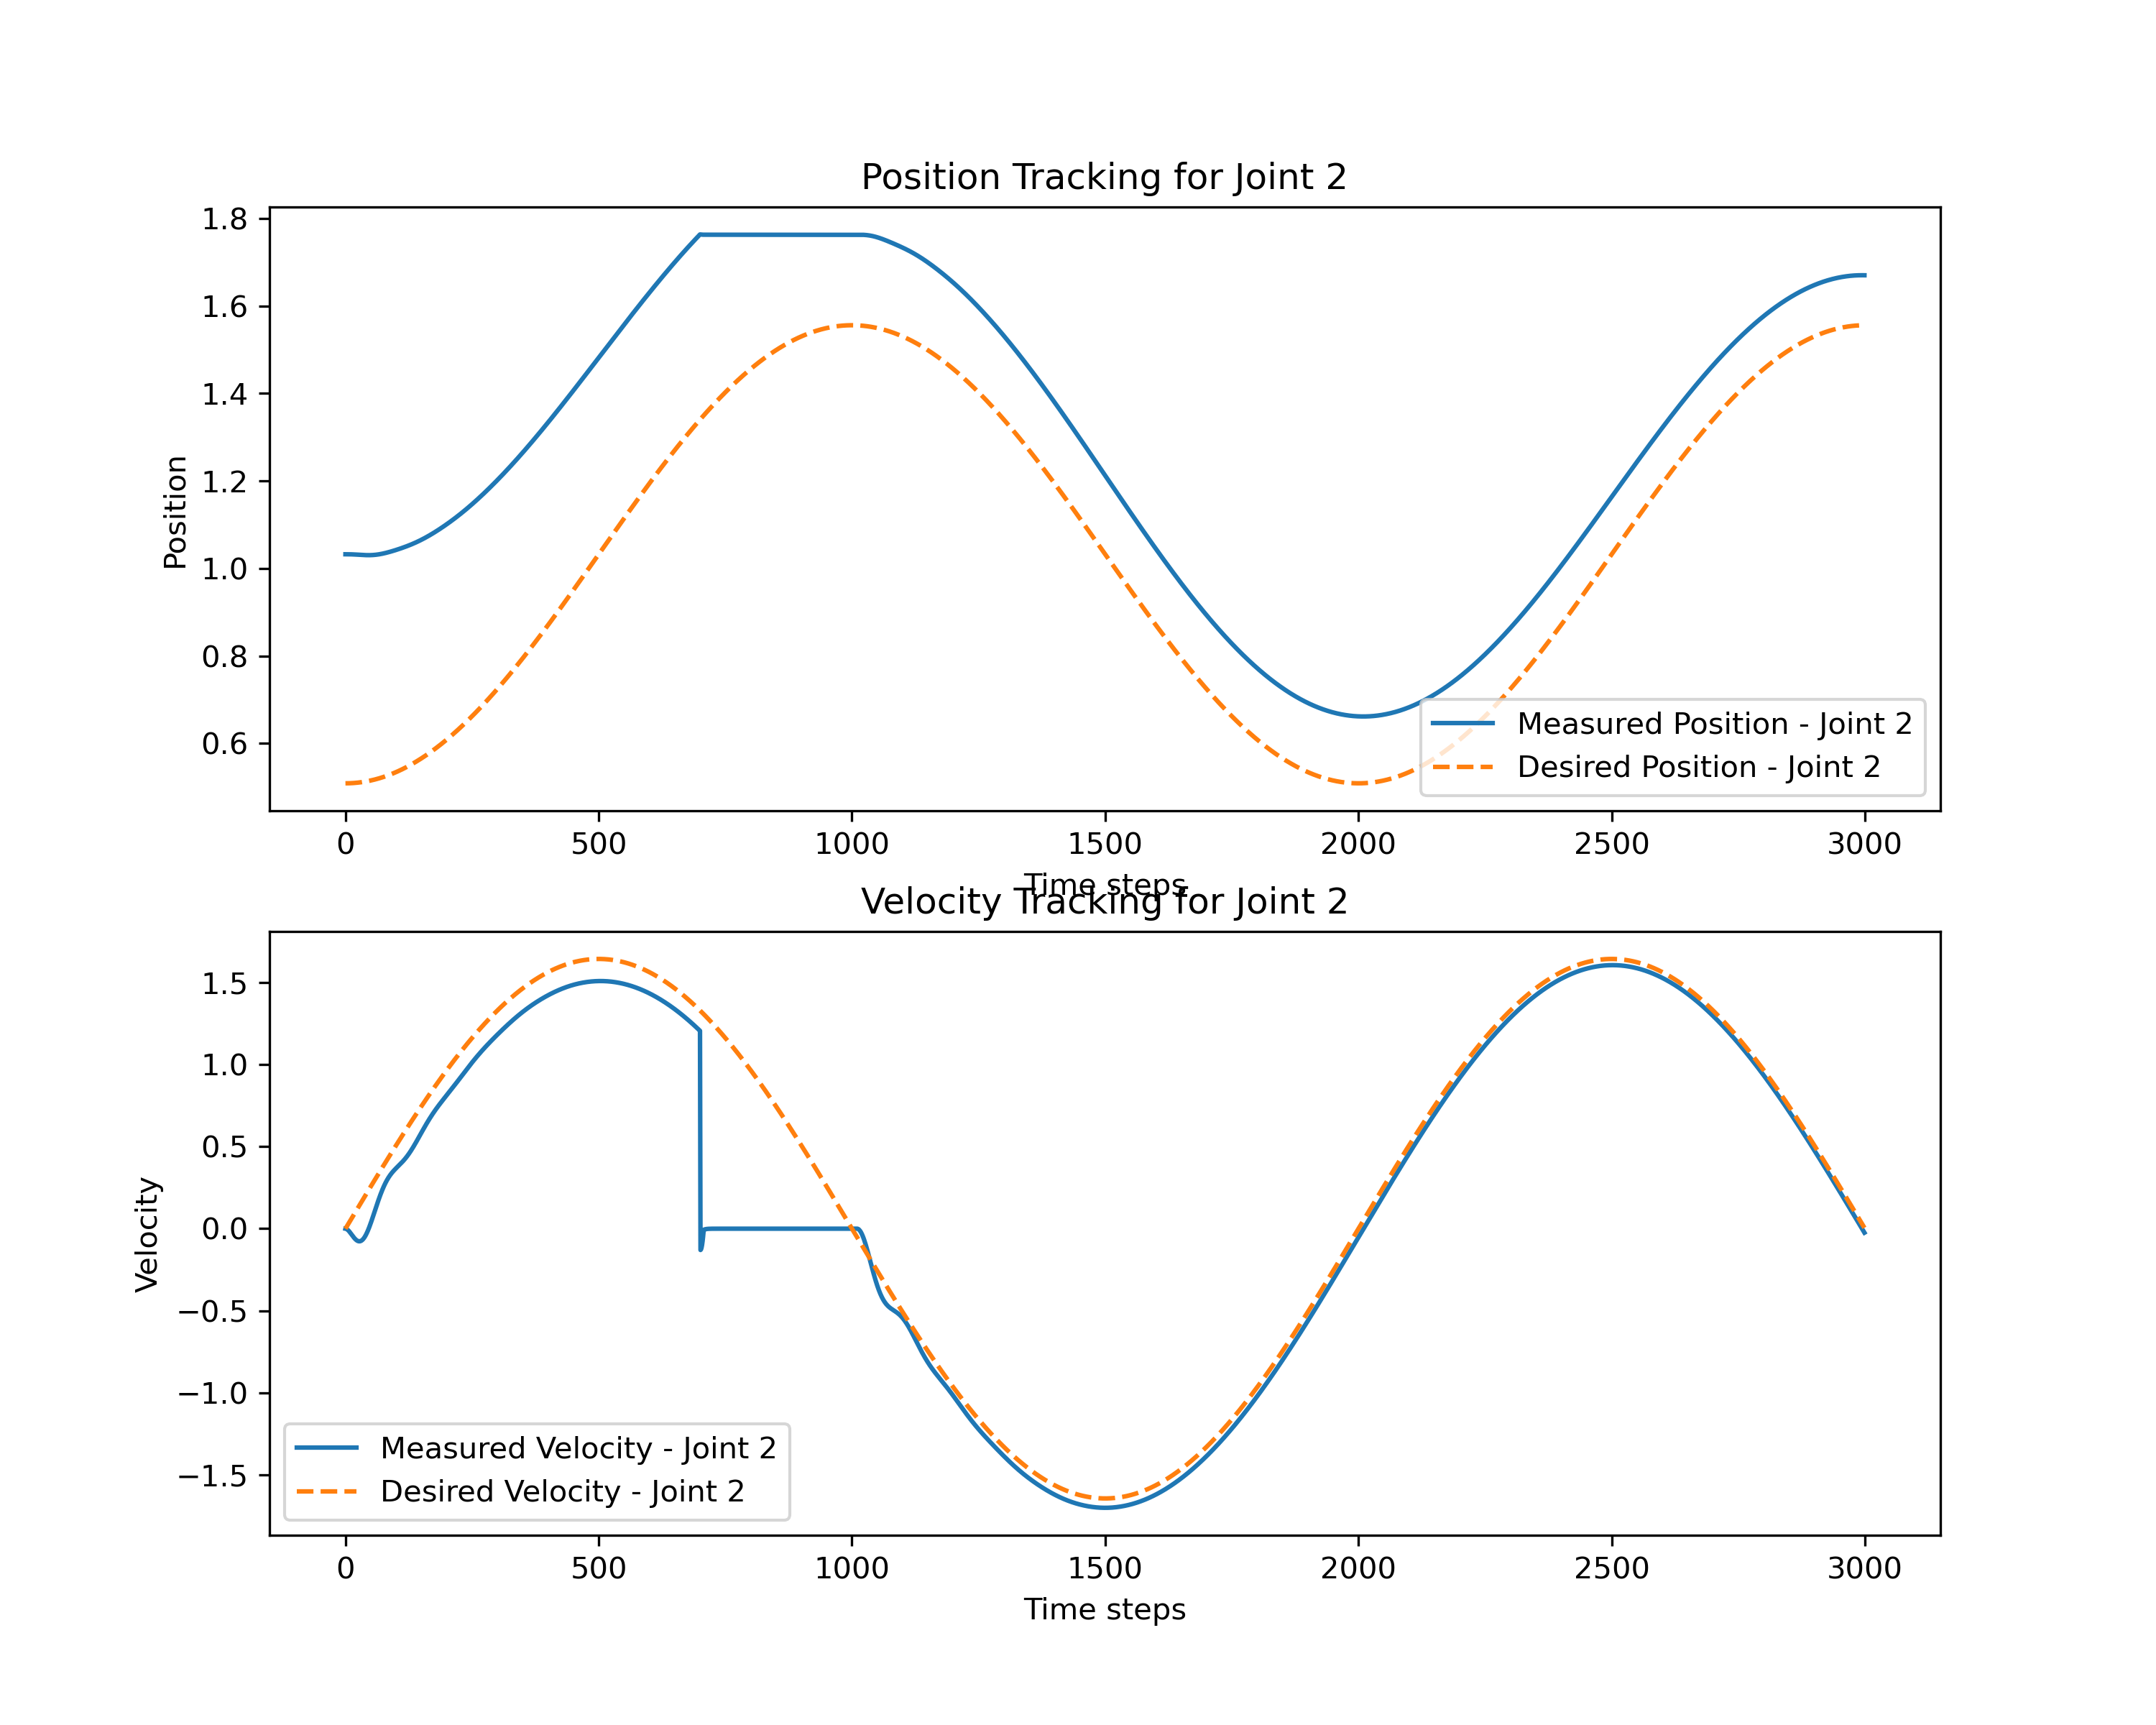 Position Tracking for Joint 2
1.8
1.6
1.4
1.2
1.0
0.8
0.6
Position
Measured Position - Joint 2
Desired Position - Joint 2
0 500 1000 1500 2000 2500 3000
Time steps
Velocity Tracking for Joint 2
1.5
1.0
0.5
0.0
−0.5
−1.0
−1.5
Velocity
Measured Velocity - Joint 2
Desired Velocity - Joint 2
0 500 1000 1500 2000 2500 3000
Time steps